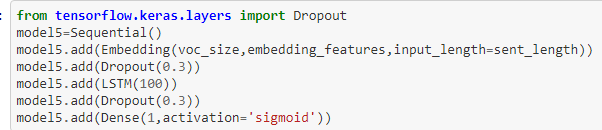 from tensorflow.keras.layers import Dropout
model5=Sequential()
model5.add(Embedding(voc_size,embedding_features,input_length=sent_length))
model5.add(Dropout(0.3))
model5.add(LSTM(100))
model5.add(Dropout(0.3))
model5.add(Dense(1,activation='sigmoid'))